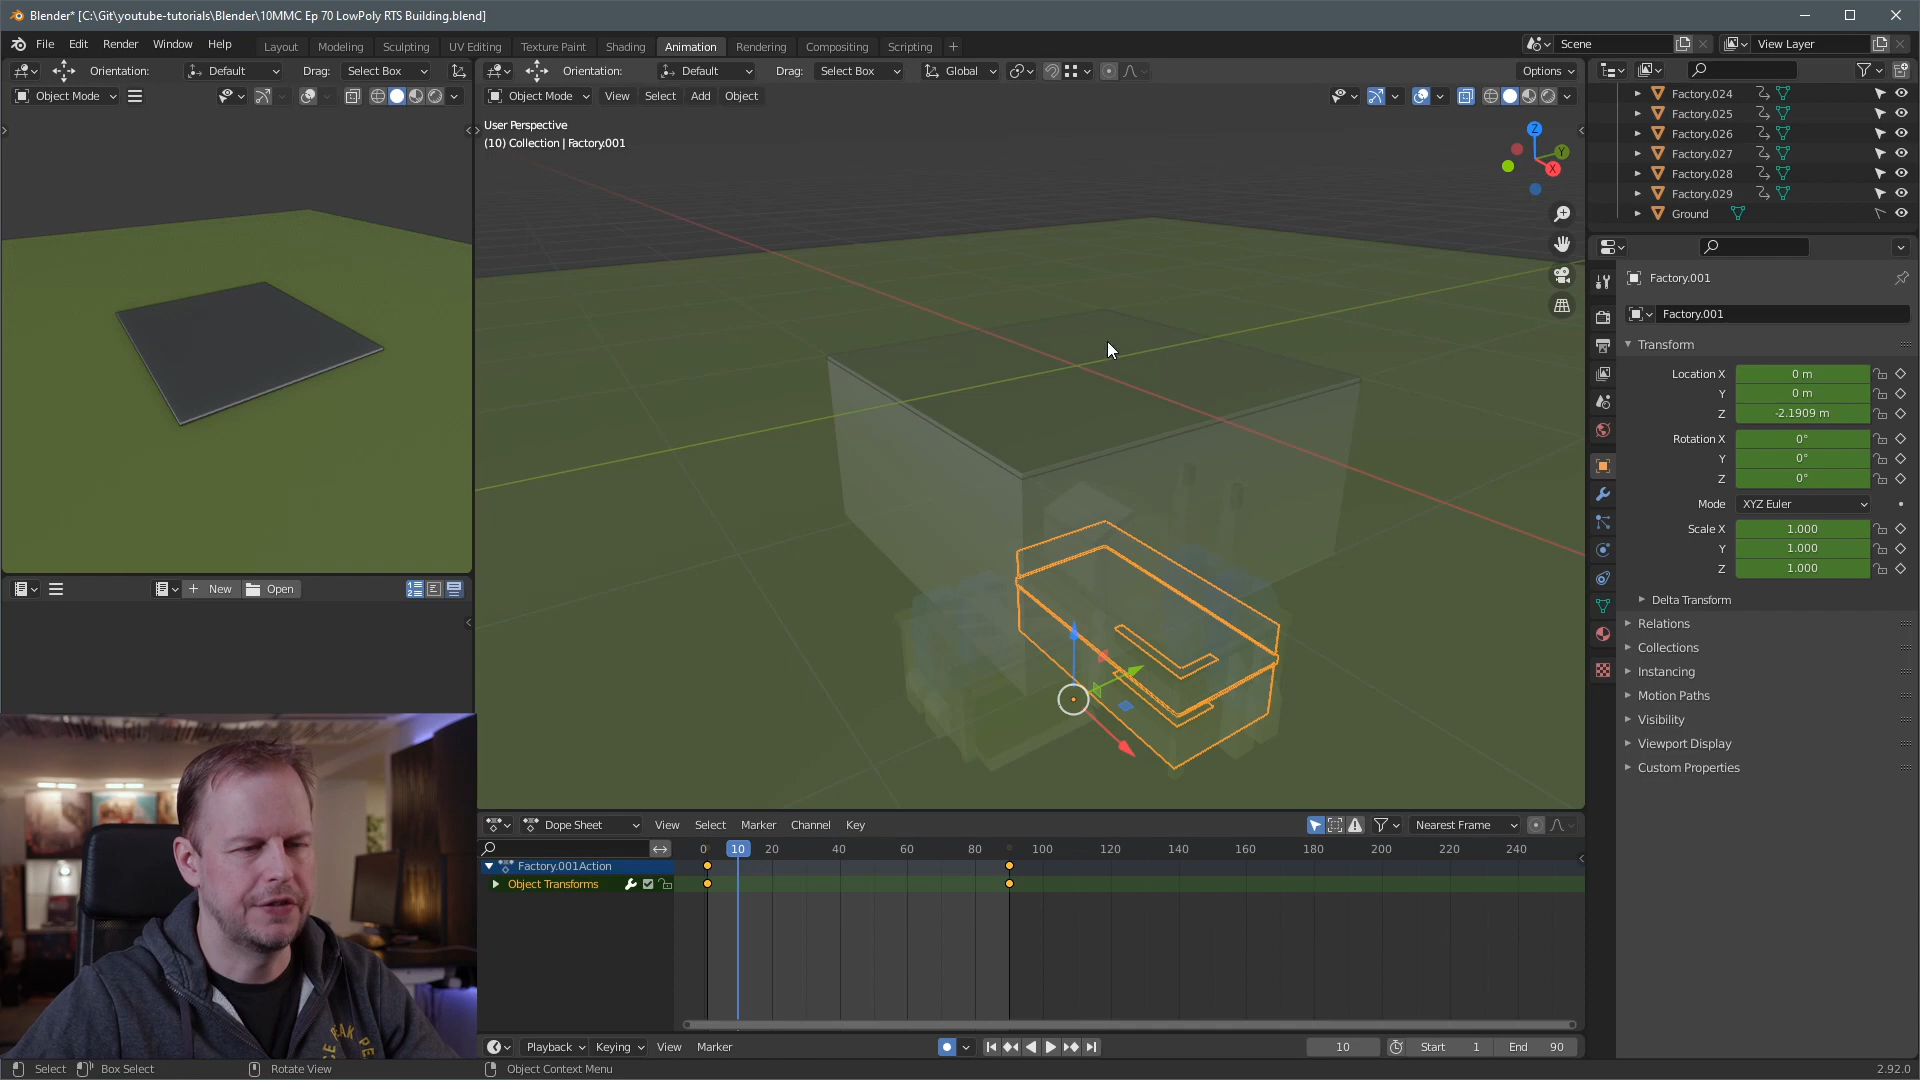 Blender* [C:\Git\youtube-tutorials\Blender\10MMC Ep 70 LowPoly RTS Building.blend]
File Edit Render Window Help
Layout Modeling Sculpting UV Editing Texture Paint Shading Animation Rendering Compositing Scripting +
Scene
View Layer
Orientation: Default Drag: Select Box
Orientation: Default Drag: Select Box Global Options
Object Mode
Object Mode View Select Add Object
User Perspective
(10) Collection | Factory.001
Z
Y
X
Factory.024
Factory.025
Factory.026
Factory.027
Factory.028
Factory.029
Ground
Factory.001
Factory.001
Transform
Location X 0 m
Y 0 m
Z -2.1909 m
Rotation X 0°
Y 0°
Z 0°
Mode XYZ Euler
Scale X 1.000
Y 1.000
Z 1.000
Delta Transform
Relations
Collections
Instancing
Motion Paths
Visibility
Viewport Display
Custom Properties
+ New Open
Dope Sheet View Select Marker Channel Key Nearest Frame
0 10 20 40 60 80 100 120 140 160 180 200 220 240
Factory.001Action
Object Transforms
Playback Keying View Marker
10 Start 1 End 90
Select Box Select Rotate View Object Context Menu 2.92.0